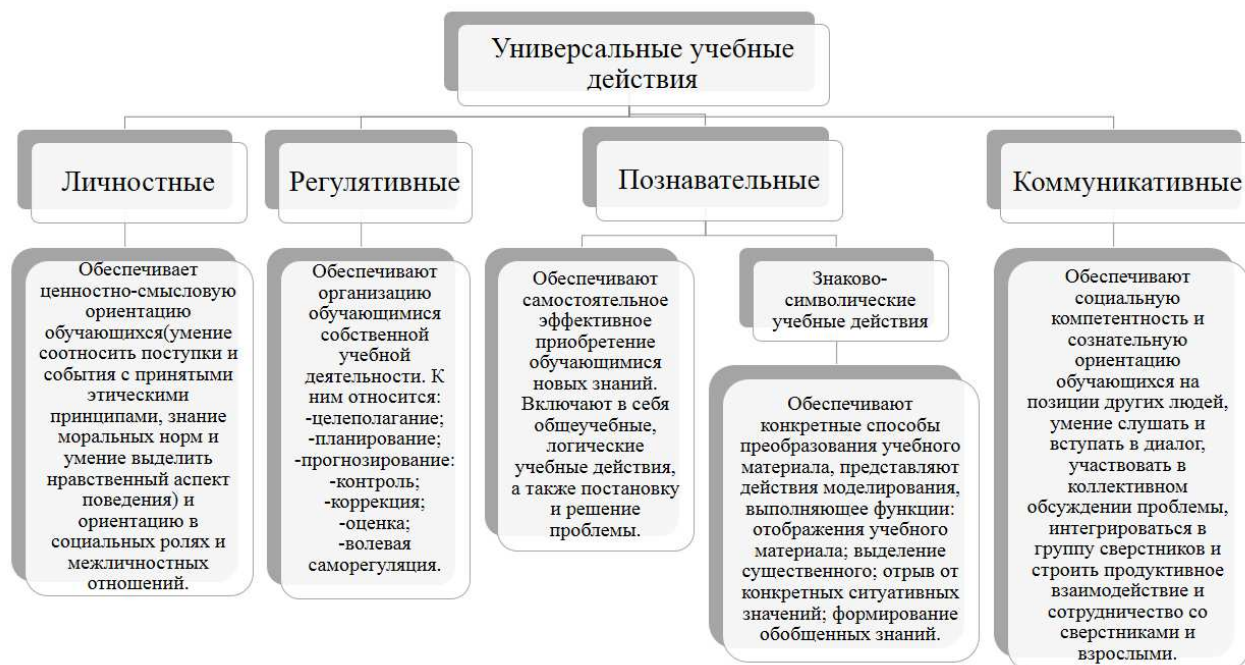 Универсальные учебные
действия
Личностные
Регулятивные
Познавательные
Коммуникативные
Обеспечивает
ценностно-смысловую
ориентацию
обучающихся(умение
соотносить поступки и
события с принятыми
этическими
принципами, знание
моральных норм и
умение выделить
нравственный аспект
поведения) и
ориентацию в
социальных ролях и
межличностных
отношений.
Обеспечивают
организацию
обучающимися
собственной
учебной
деятельности. К
ним относится:
-целеполагание;
-планирование;
-прогнозирование:
-контроль;
-коррекция;
-оценка;
-волевая
саморегуляция.
Обеспечивают
самостоятельное
эффективное
приобретение
обучающимися
новых знаний.
Включают в себя
общеучебные,
логические
учебные действия,
а также постановку
и решение
проблемы.
Знаково-
символические
учебные действия
Обеспечивают
конкретные способы
преобразования учебного
материала, представляют
действия моделирования,
выполняющее функции:
отображения учебного
материала; выделение
существенного; отрыв от
конкретных ситуативных
значений; формирование
обобщенных знаний.
Обеспечивают
социальную
компетентность и
сознательную
ориентацию
обучающихся на
позиции других людей,
умение слушать и
вступать в диалог,
участвовать в
коллективном
обсуждении проблемы,
интегрироваться в
группу сверстников и
строить продуктивное
взаимодействие и
сотрудничество со
сверстниками и
взрослыми.